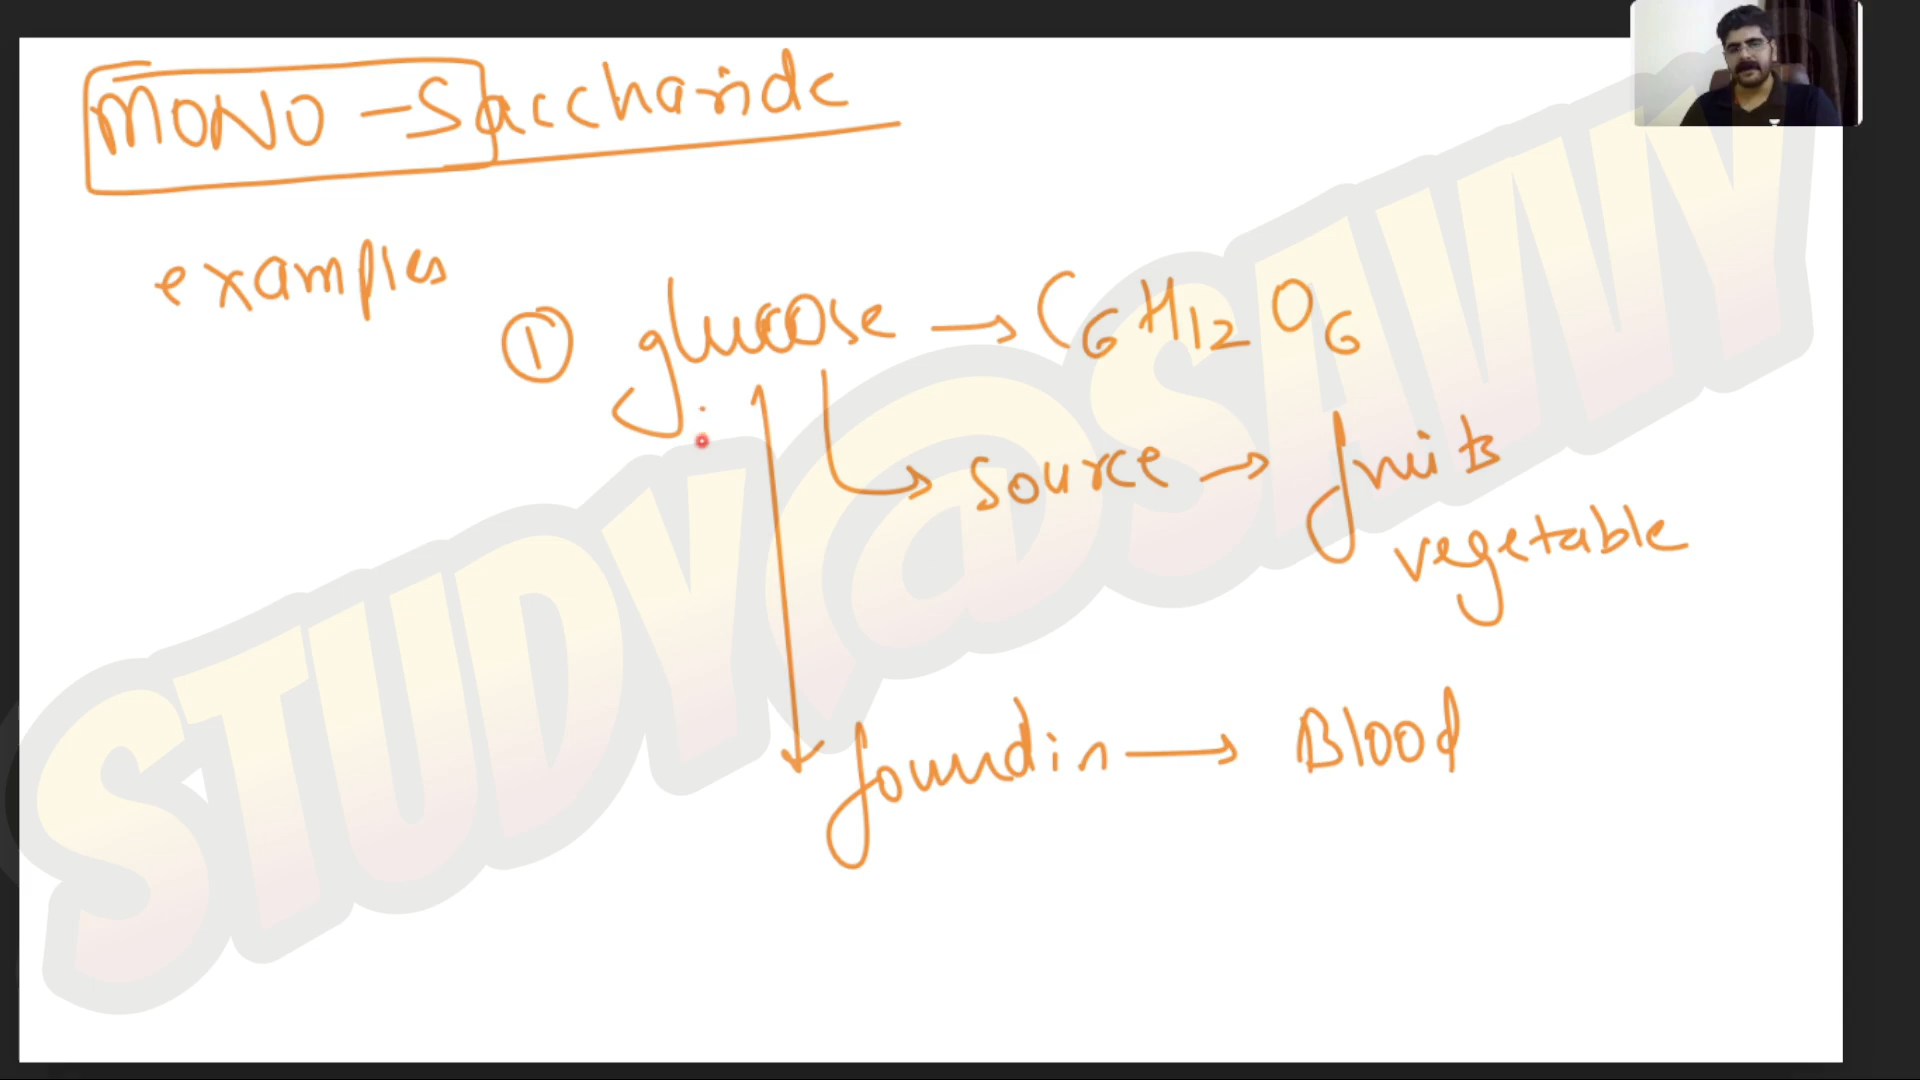 MONO - Saccharide
examples
① glucose → C6H12O6
source → fruits
vegetable
found in → Blood
STUDY@SAVVY